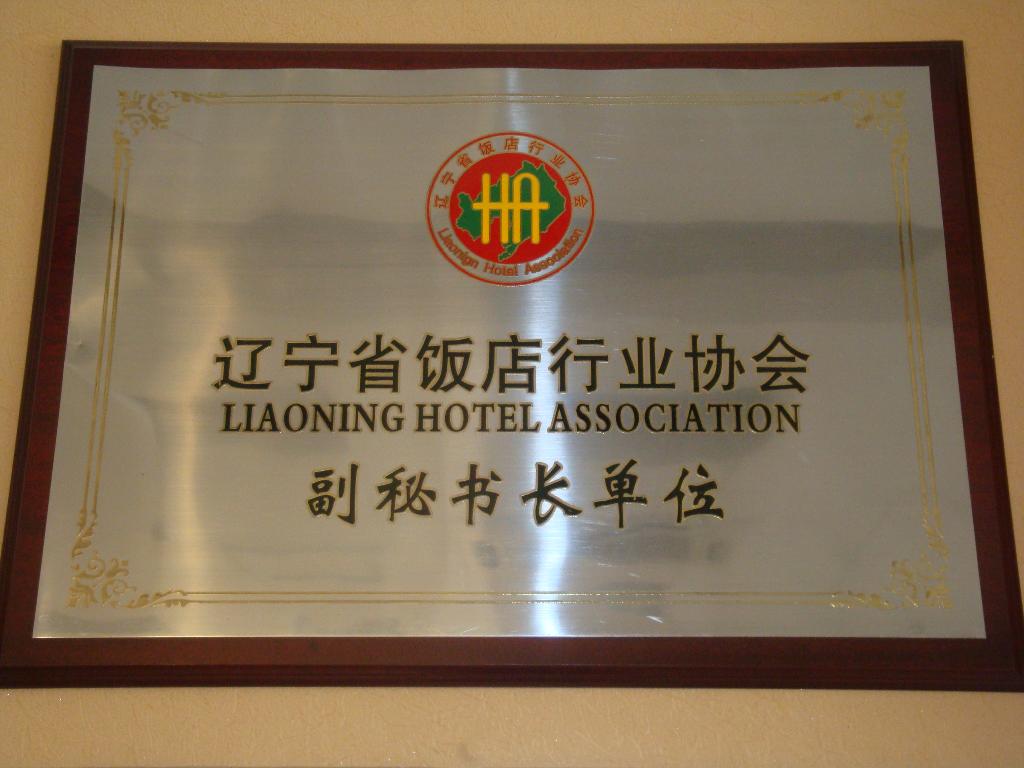 辽宁省饭店行业协会
HA
Liaonign Hotel Association
辽宁省饭店行业协会
LIAONING HOTEL ASSOCIATION
副秘书长单位